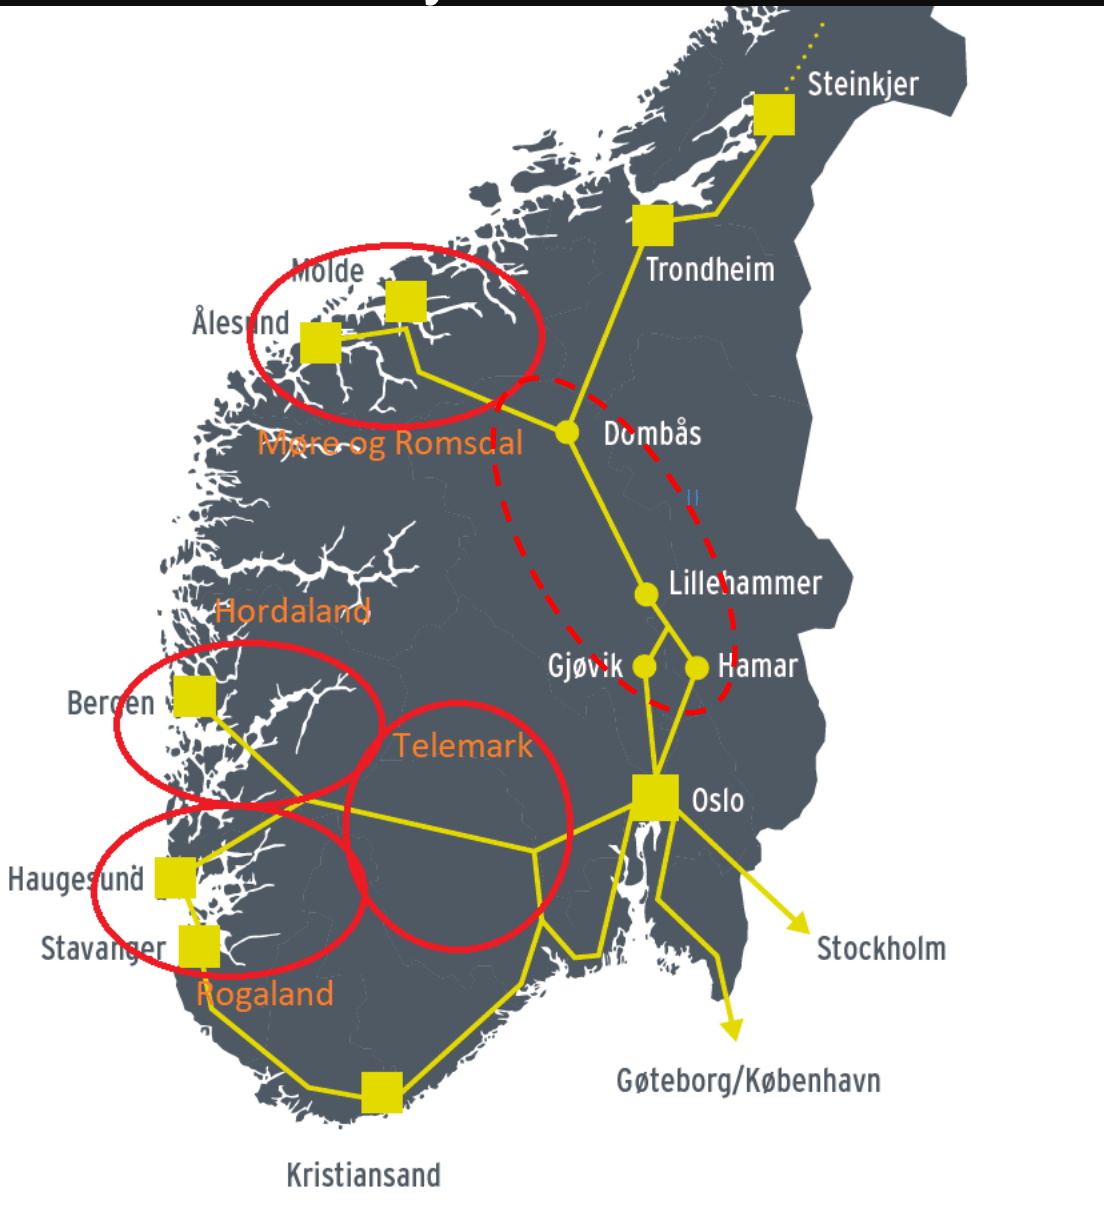 Steinkjer
Trondheim
Molde
Ålesund
Møre og Romsdal
Dombås
Lillehammer
Hordaland
Gjøvik
Hamar
Bergen
Telemark
Oslo
Haugesund
Stavanger
Stockholm
Rogaland
Gøteborg/København
Kristiansand